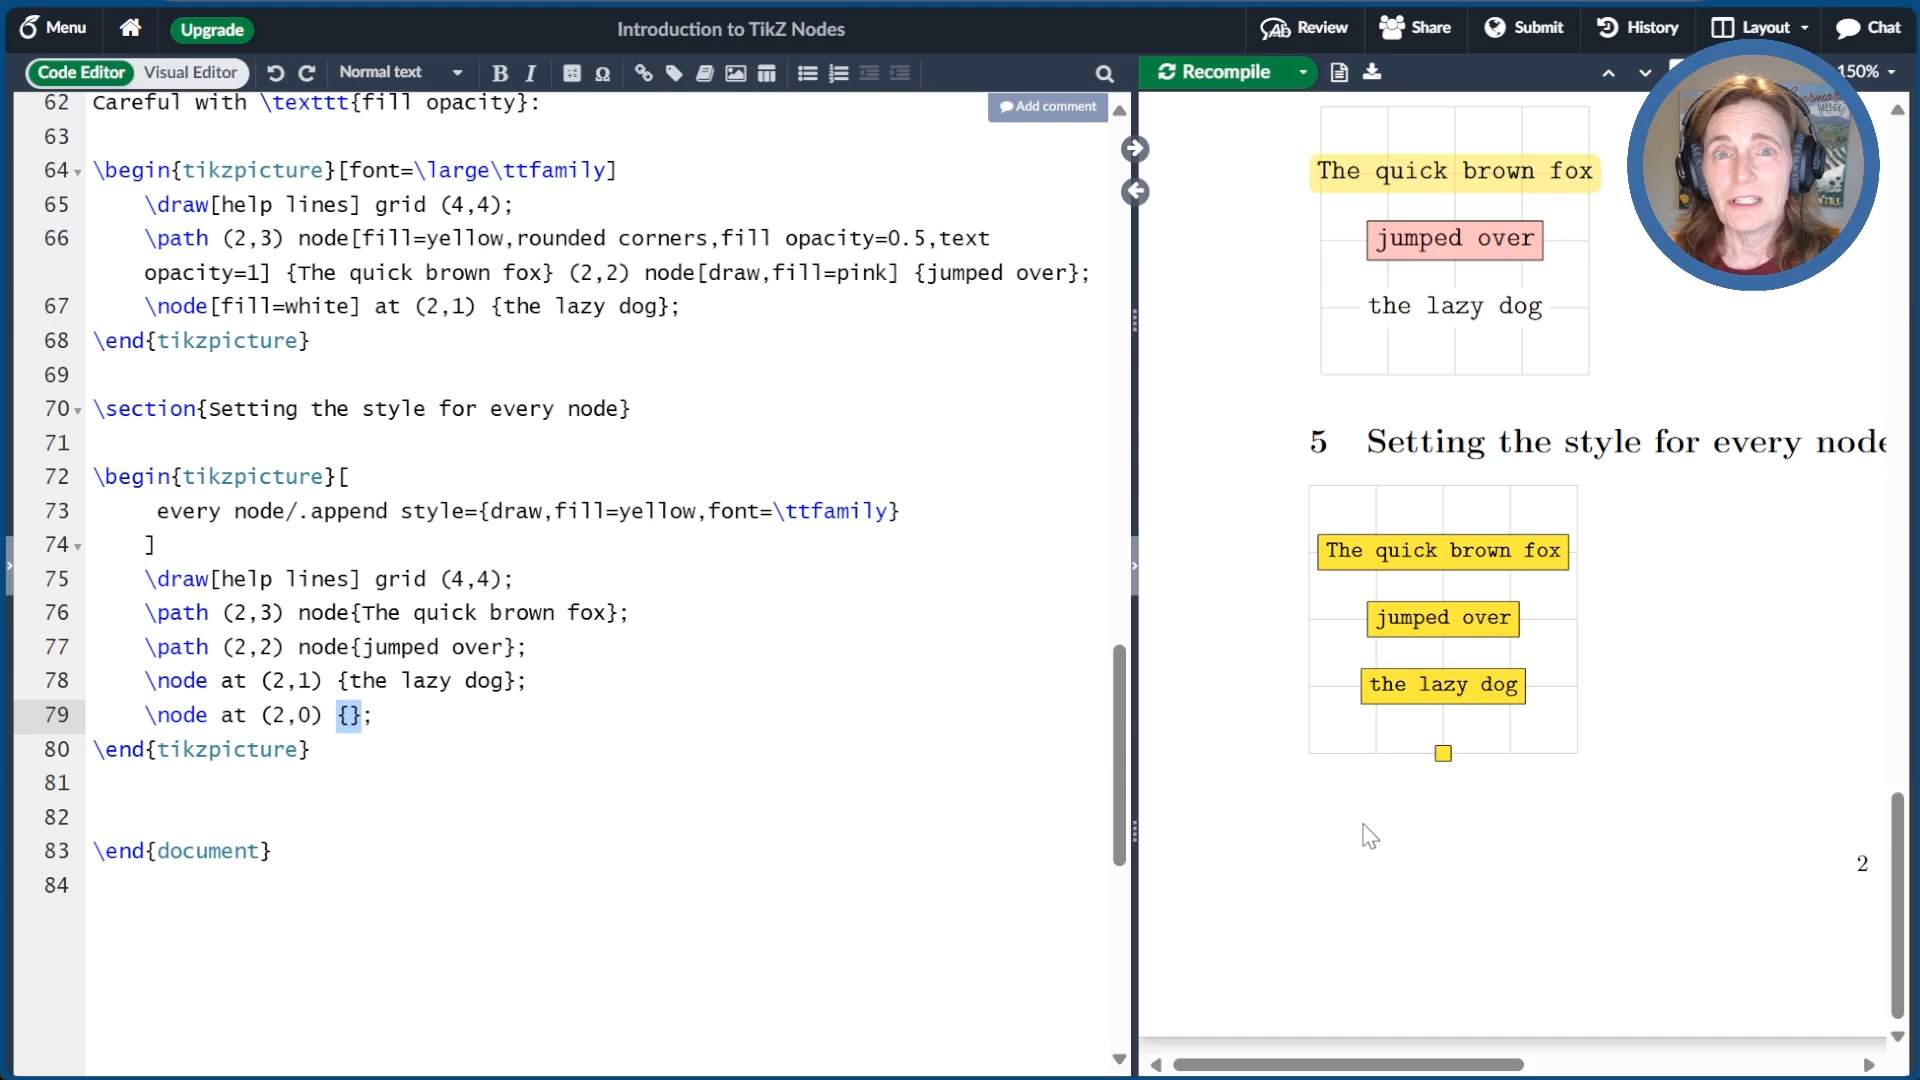 Menu
Upgrade
Introduction to TikZ Nodes
Review
Share
Submit
History
Layout
Chat
Code Editor
Visual Editor
Normal text
Recompile
150%
Add comment
62 Careful with \texttt{fill opacity}:
63
64 \begin{tikzpicture}[font=\large\ttfamily]
65 \draw[help lines] grid (4,4);
66 \path (2,3) node[fill=yellow,rounded corners,fill opacity=0.5,text
opacity=1] {The quick brown fox} (2,2) node[draw,fill=pink] {jumped over};
67 \node[fill=white] at (2,1) {the lazy dog};
68 \end{tikzpicture}
69
70 \section{Setting the style for every node}
71
72 \begin{tikzpicture}[
73 every node/.append style={draw,fill=yellow,font=\ttfamily}
74 ]
75 \draw[help lines] grid (4,4);
76 \path (2,3) node{The quick brown fox};
77 \path (2,2) node{jumped over};
78 \node at (2,1) {the lazy dog};
79 \node at (2,0) {};
80 \end{tikzpicture}
81
82
83 \end{document}
84
The quick brown fox
jumped over
the lazy dog
5 Setting the style for every node
The quick brown fox
jumped over
the lazy dog
2